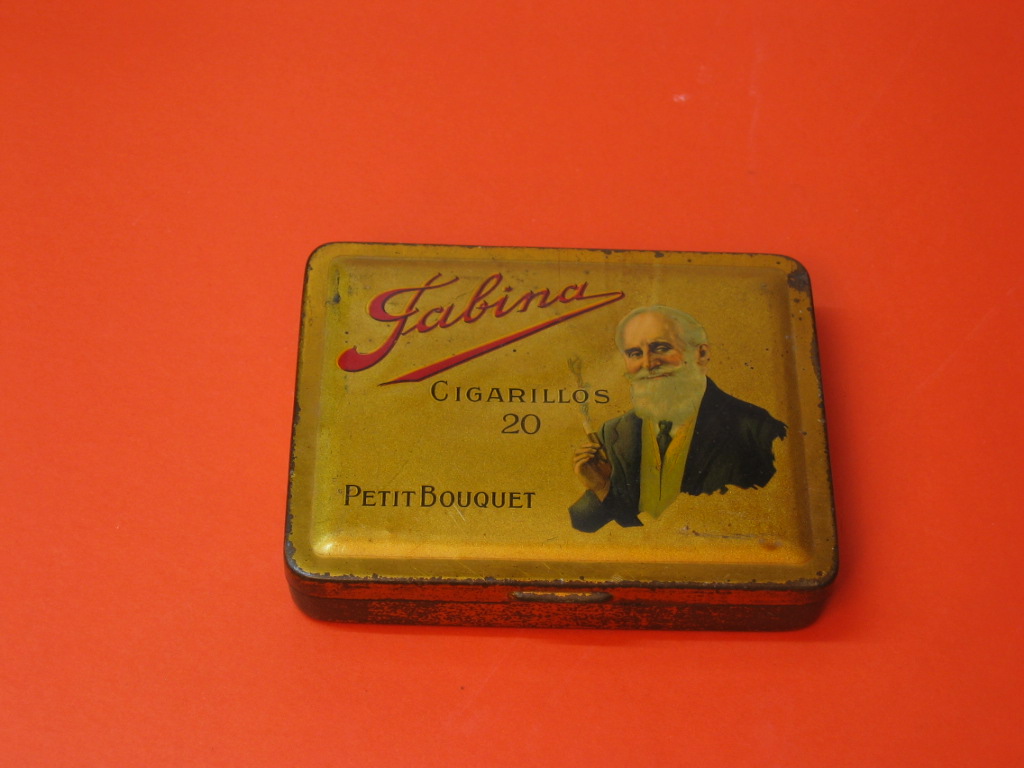 Fabina
CIGARILLOS
20
PETIT BOUQUET